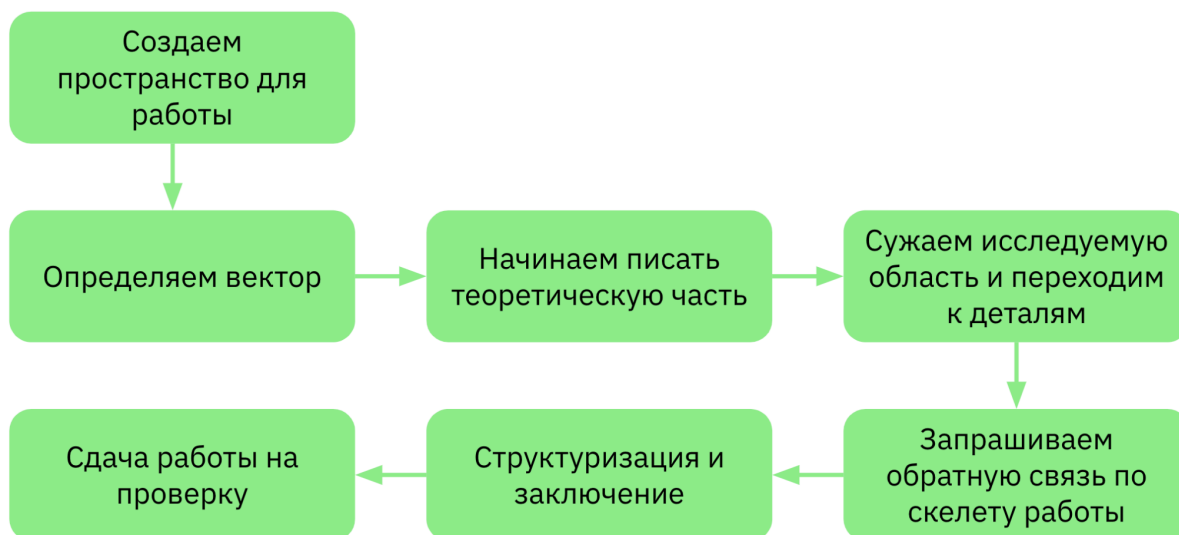 Создаем
пространство для
работы
Определяем вектор
Начинаем писать
теоретическую часть
Сужаем исследуемую
область и переходим
к деталям
Запрашиваем
обратную связь по
скелету работы
Структуризация и
заключение
Сдача работы на
проверку